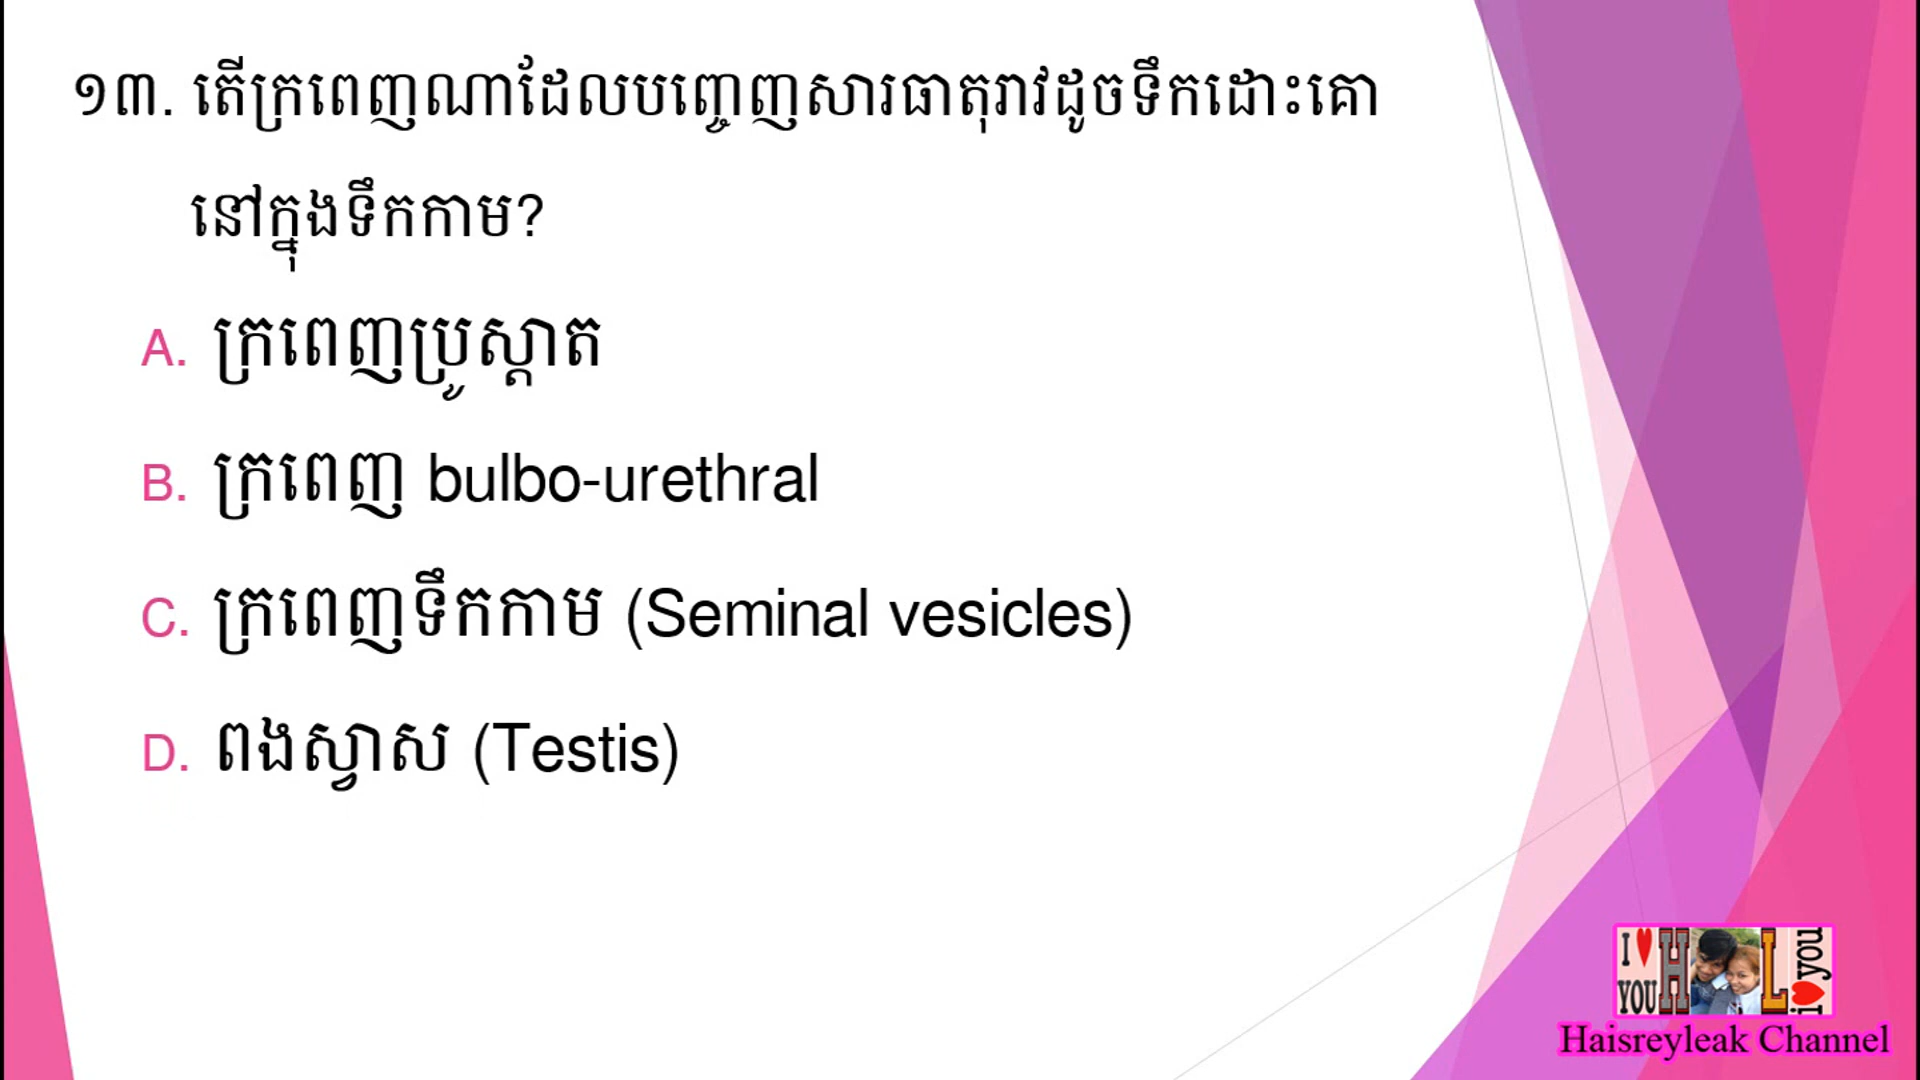 ១៣. តើក្រពេញណាដែលបញ្ចេញសារធាតុរាវដូចទឹកដោះគោ
នៅក្នុងទឹកកាម?
A. ក្រពេញប្រូស្តាត
B. ក្រពេញ bulbo-urethral
C. ក្រពេញទឹកកាម (Seminal vesicles)
D. ពងស្វាស (Testis)
I ♥ YOU H L i ♥ you
Haisreyleak Channel